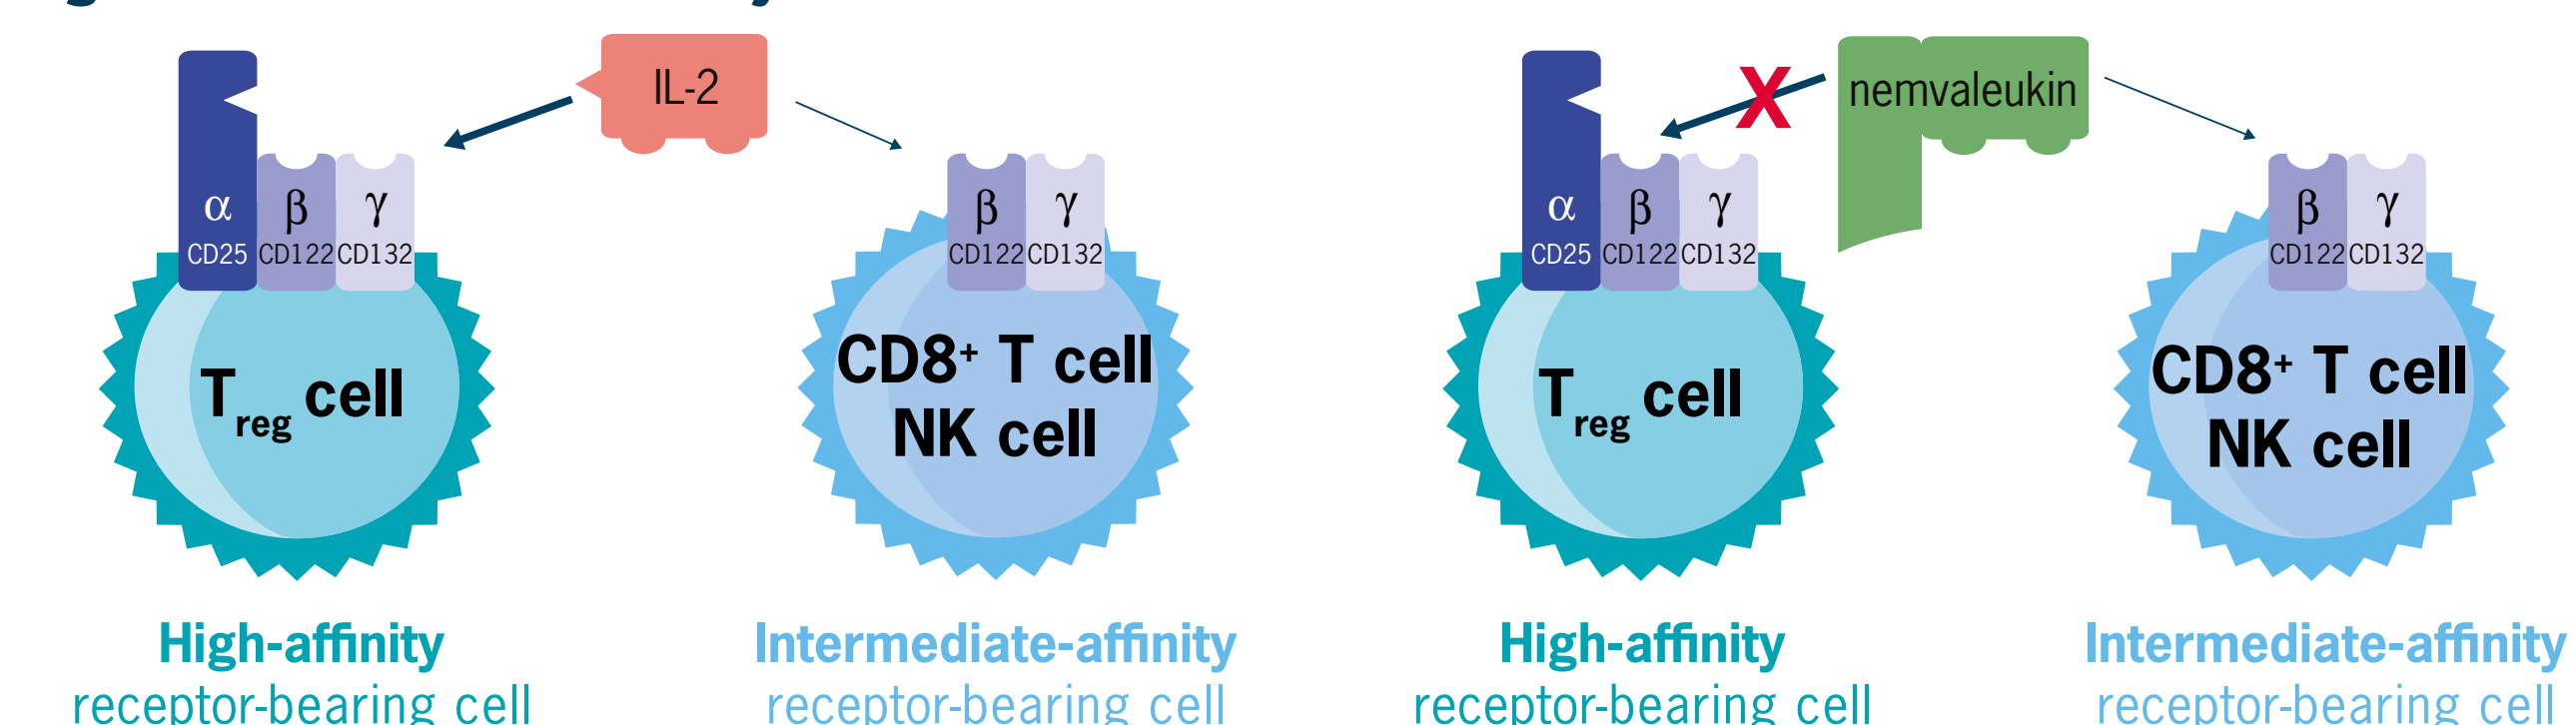 IL-2
α
CD25
β
CD122
γ
CD132
β
CD122
γ
CD132
T_reg cell
CD8⁺ T cell
NK cell
High-affinity
receptor-bearing cell
Intermediate-affinity
receptor-bearing cell
nemvaleukin
α
CD25
β
CD122
γ
CD132
X
β
CD122
γ
CD132
T_reg cell
CD8⁺ T cell
NK cell
High-affinity
receptor-bearing cell
Intermediate-affinity
receptor-bearing cell